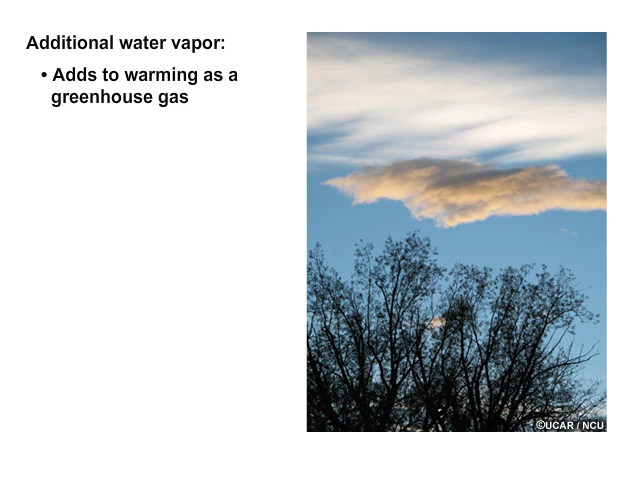 Additional water vapor:
• Adds to warming as a
greenhouse gas
©UCAR / NCU